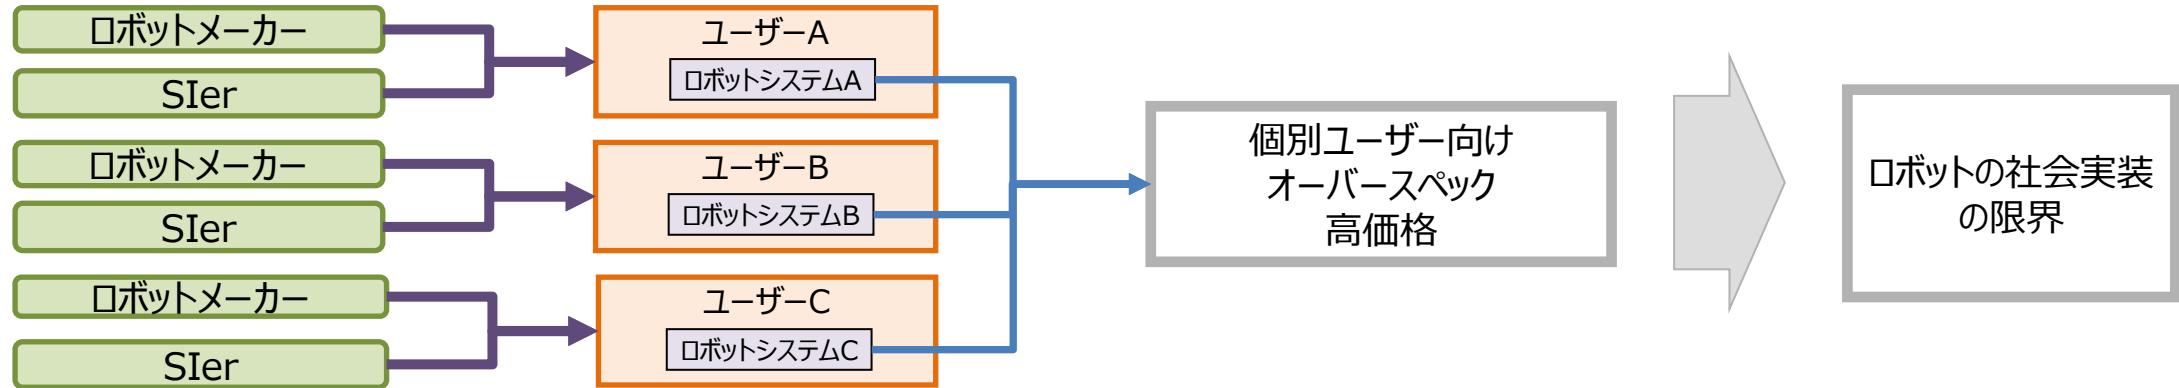 ロボットメーカー
SIer
ユーザーA
ロボットシステムA
ロボットメーカー
SIer
ユーザーB
ロボットシステムB
ロボットメーカー
SIer
ユーザーC
ロボットシステムC
個別ユーザー向け
オーバースペック
高価格
ロボットの社会実装
の限界